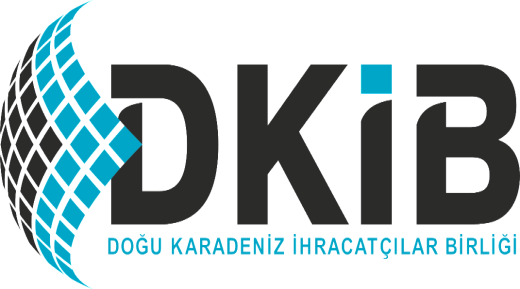 DKİB
DOĞU KARADENİZ İHRACATÇILAR BİRLİĞİ